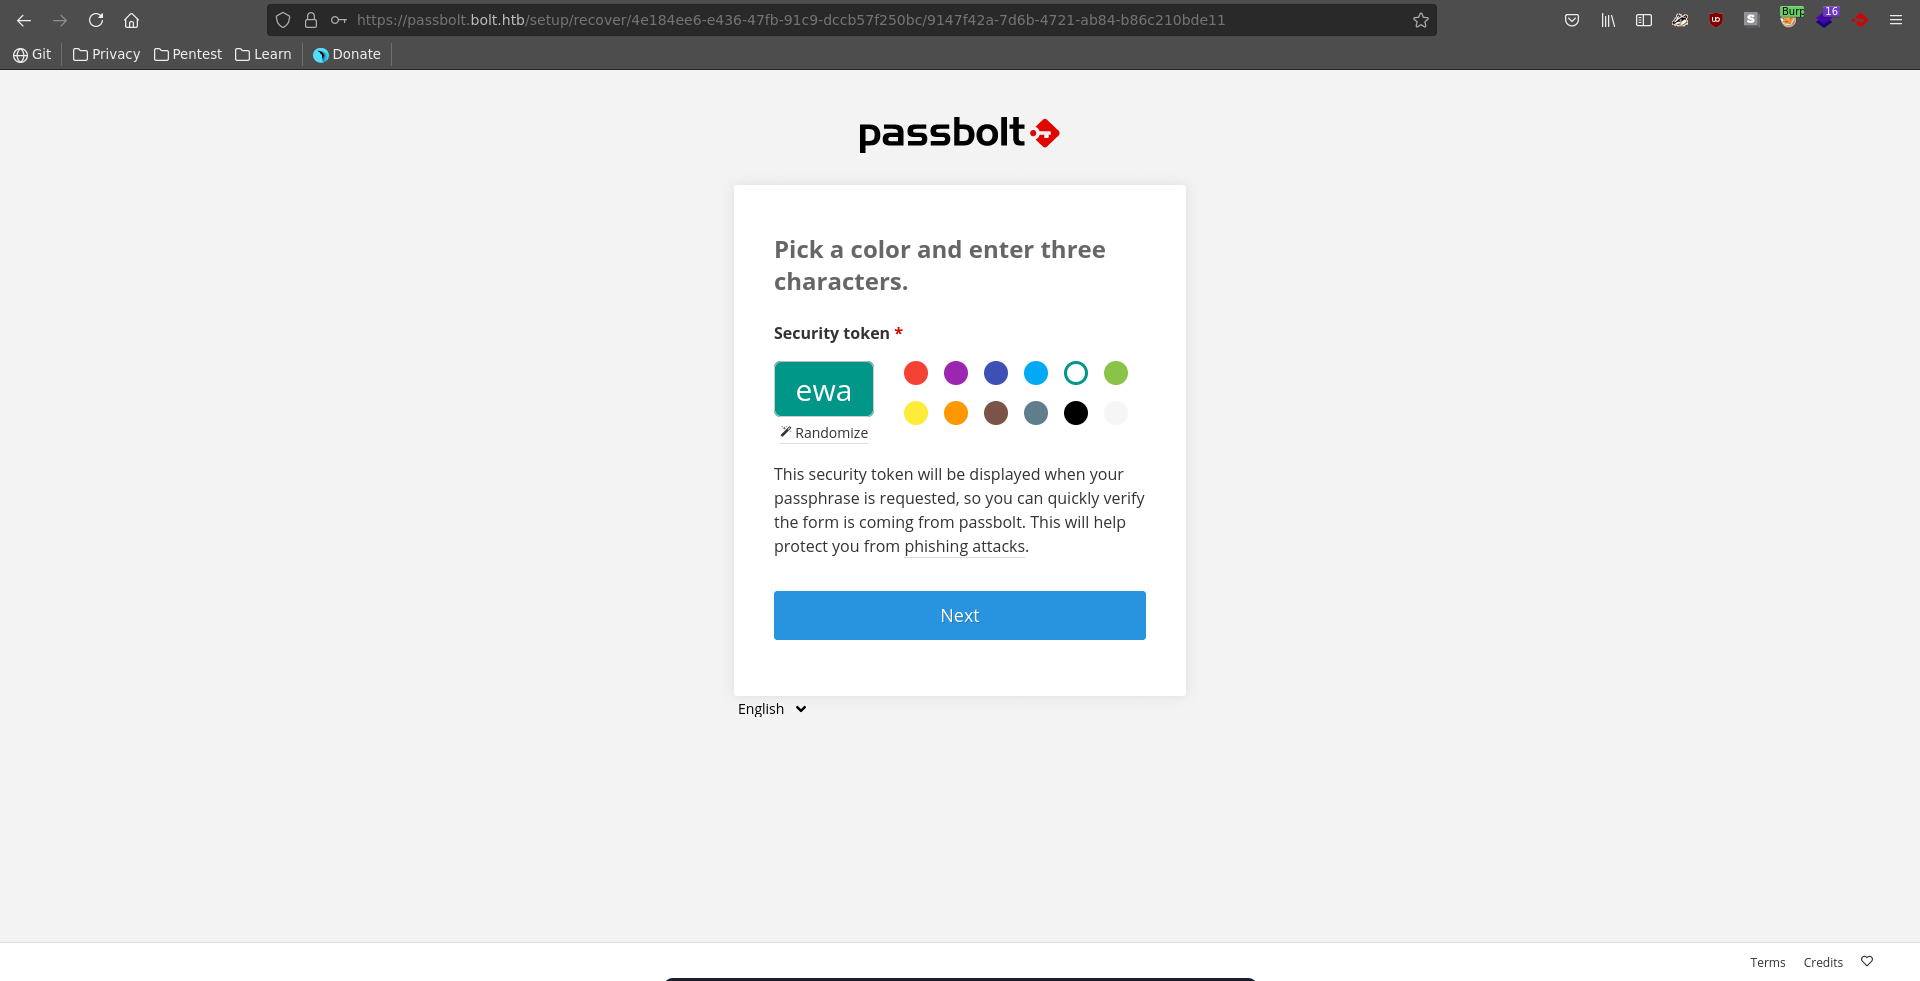 https://passbolt.bolt.htb/setup/recover/4e184ee6-e436-47fb-91c9-dccb57f250bc/9147f42a-7d6b-4721-ab84-b86c210bde11
S
Burp
16
Git
Privacy
Pentest
Learn
Donate
passbolt
Pick a color and enter three
characters.
Security token *
ewa
Randomize
This security token will be displayed when your
passphrase is requested, so you can quickly verify
the form is coming from passbolt. This will help
protect you from phishing attacks.
Next
English
Terms
Credits